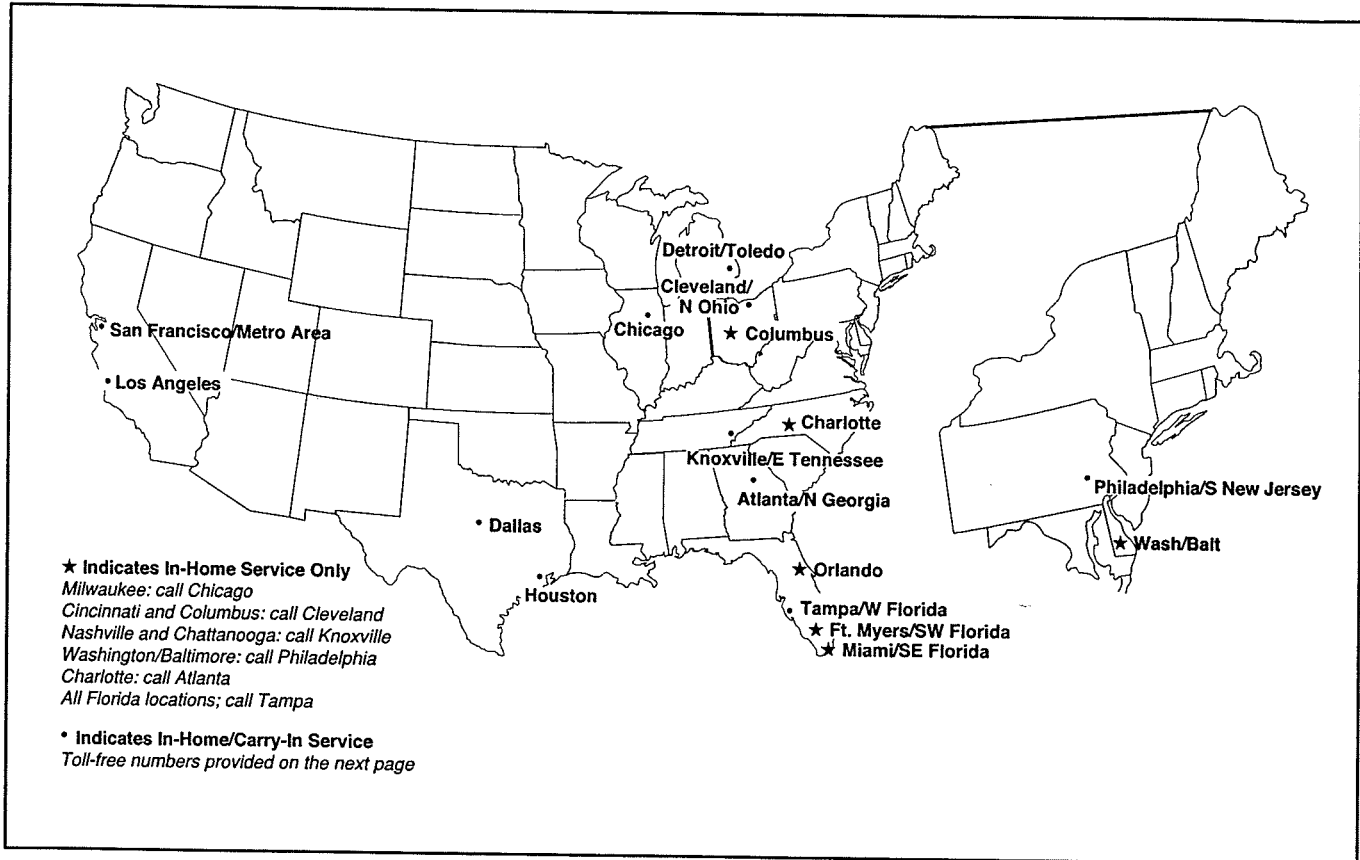 Detroit/Toledo
Cleveland/
N Ohio
Chicago
★ Columbus
• San Francisco/Metro Area
• Los Angeles
★ Charlotte
Knoxville/E Tennessee
• Atlanta/N Georgia
• Dallas
Houston
★ Orlando
• Tampa/W Florida
★ Ft. Myers/SW Florida
★ Miami/SE Florida
• Philadelphia/S New Jersey
★ Wash/Balt
★ Indicates In-Home Service Only
Milwaukee: call Chicago
Cincinnati and Columbus: call Cleveland
Nashville and Chattanooga: call Knoxville
Washington/Baltimore: call Philadelphia
Charlotte: call Atlanta
All Florida locations; call Tampa
• Indicates In-Home/Carry-In Service
Toll-free numbers provided on the next page